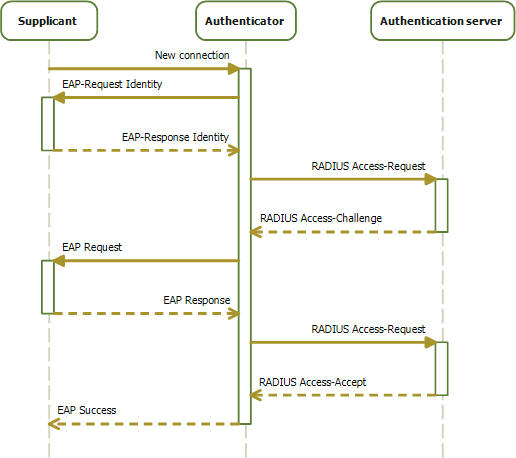 Supplicant
Authenticator
Authentication server
New connection
EAP-Request Identity
EAP-Response Identity
RADIUS Access-Request
RADIUS Access-Challenge
EAP Request
EAP Response
RADIUS Access-Request
RADIUS Access-Accept
EAP Success